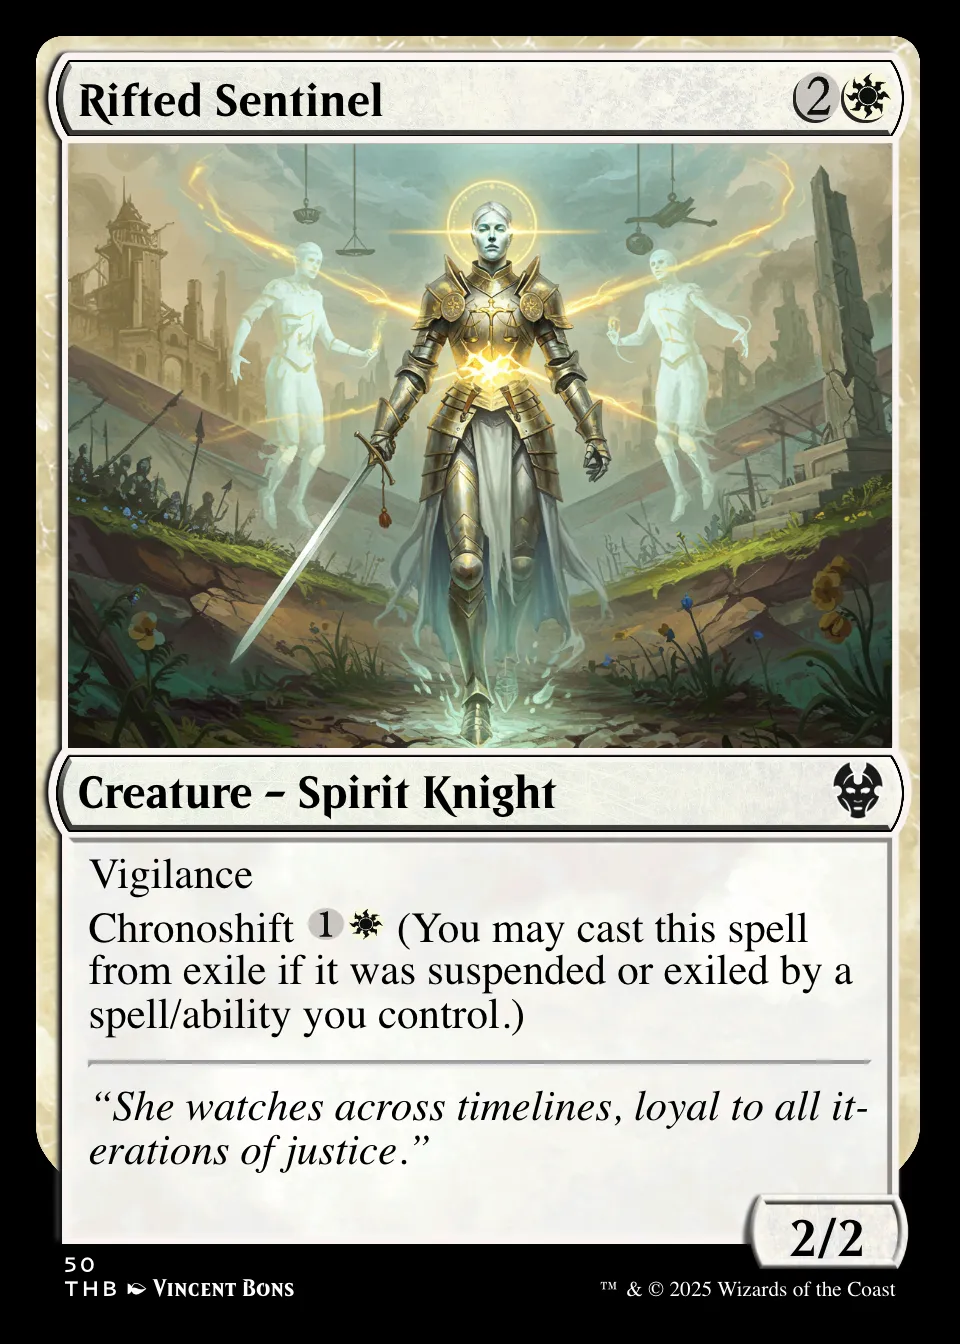 Rifted Sentinel 2
Creature – Spirit Knight
Vigilance
Chronoshift 1 (You may cast this spell
from exile if it was suspended or exiled by a
spell/ability you control.)
“She watches across timelines, loyal to all it-
erations of justice.”
2/2
50
THB Vincent Bons
™ & © 2025 Wizards of the Coast